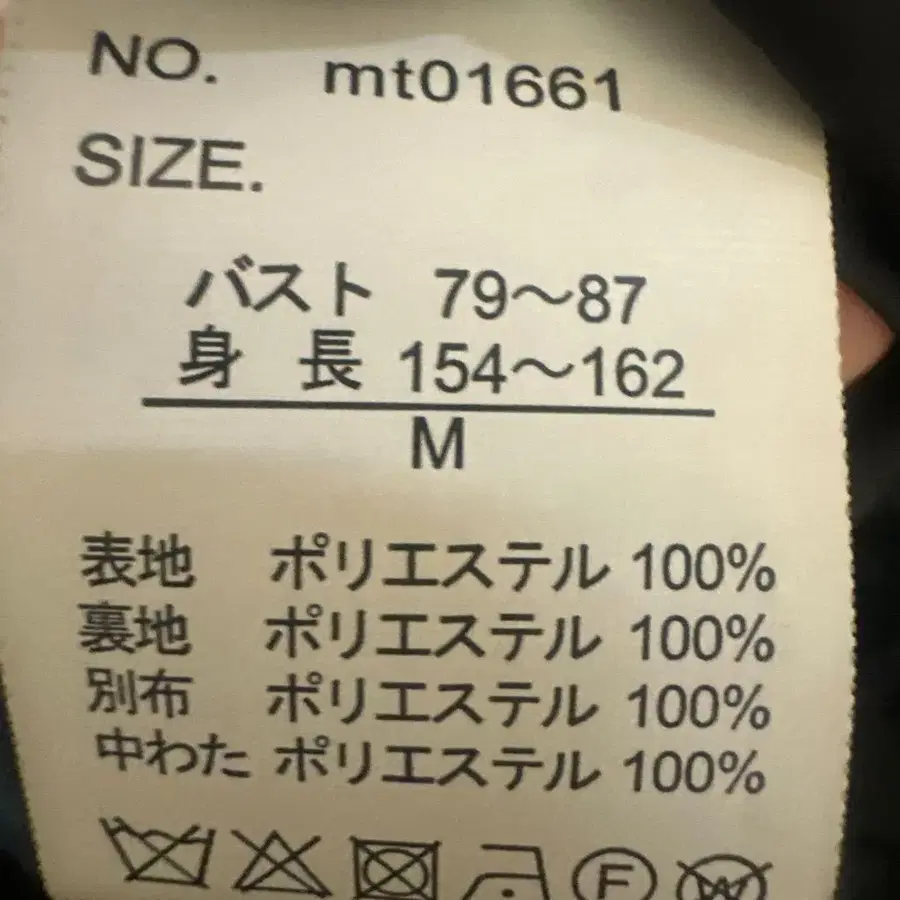 NO. mt01661
SIZE.
バスト 79〜87
身 長 154〜162
M
表地 ポリエステル 100%
裏地 ポリエステル 100%
別布 ポリエステル 100%
中わた ポリエステル 100%
F W